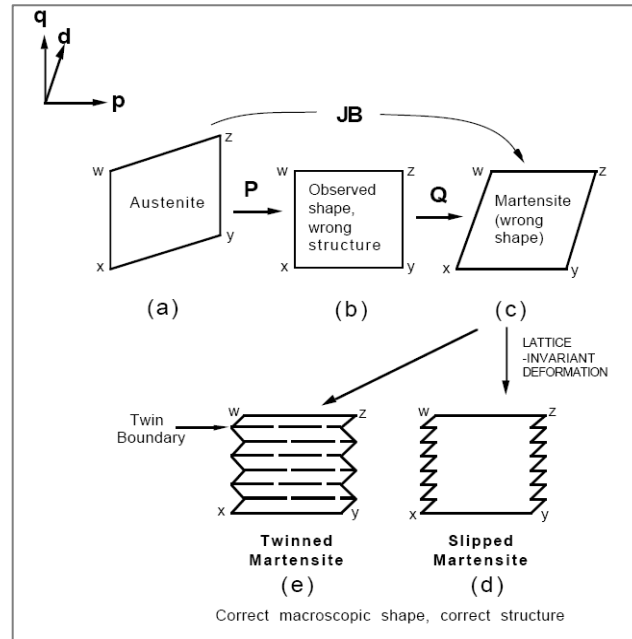 q
d
p
JB
z
w
Austenite
y
x
P
w
z
Observed
shape,
wrong
structure
x
y
Q
w
z
Martensite
(wrong
shape)
x
y
(a)
(b)
(c)
LATTICE
-INVARIANT
DEFORMATION
Twin
Boundary
w
z
x
y
w
z
x
y
Twinned
Martensite
(e)
Slipped
Martensite
(d)
Correct macroscopic shape, correct structure